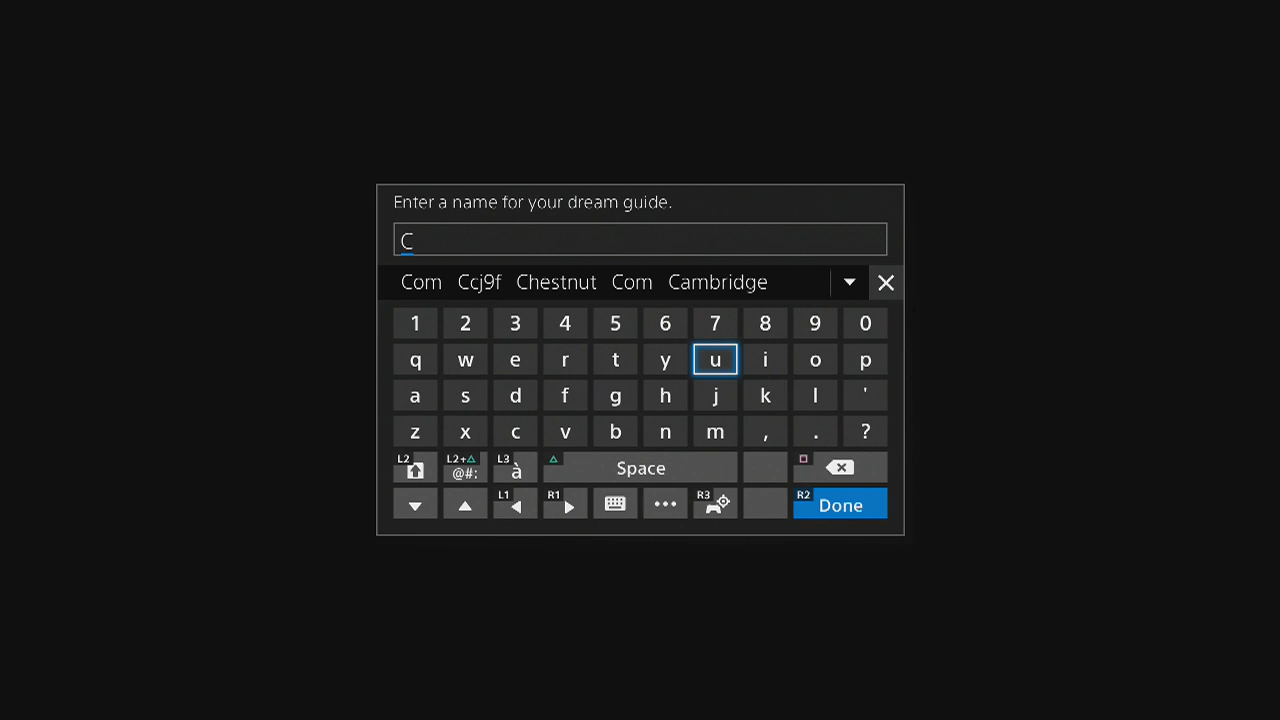 Enter a name for your dream guide.
C
Corn Ccj9f Chestnut Com Cambridge
1 2 3 4 5 6 7 8 9 0
q w e r t y u i o p
a s d f g h j k l '
z x c v b n m , . ?
L2 L2+△ @#: L3 à △ Space □
L1 R1 ••• R3 R2 Done